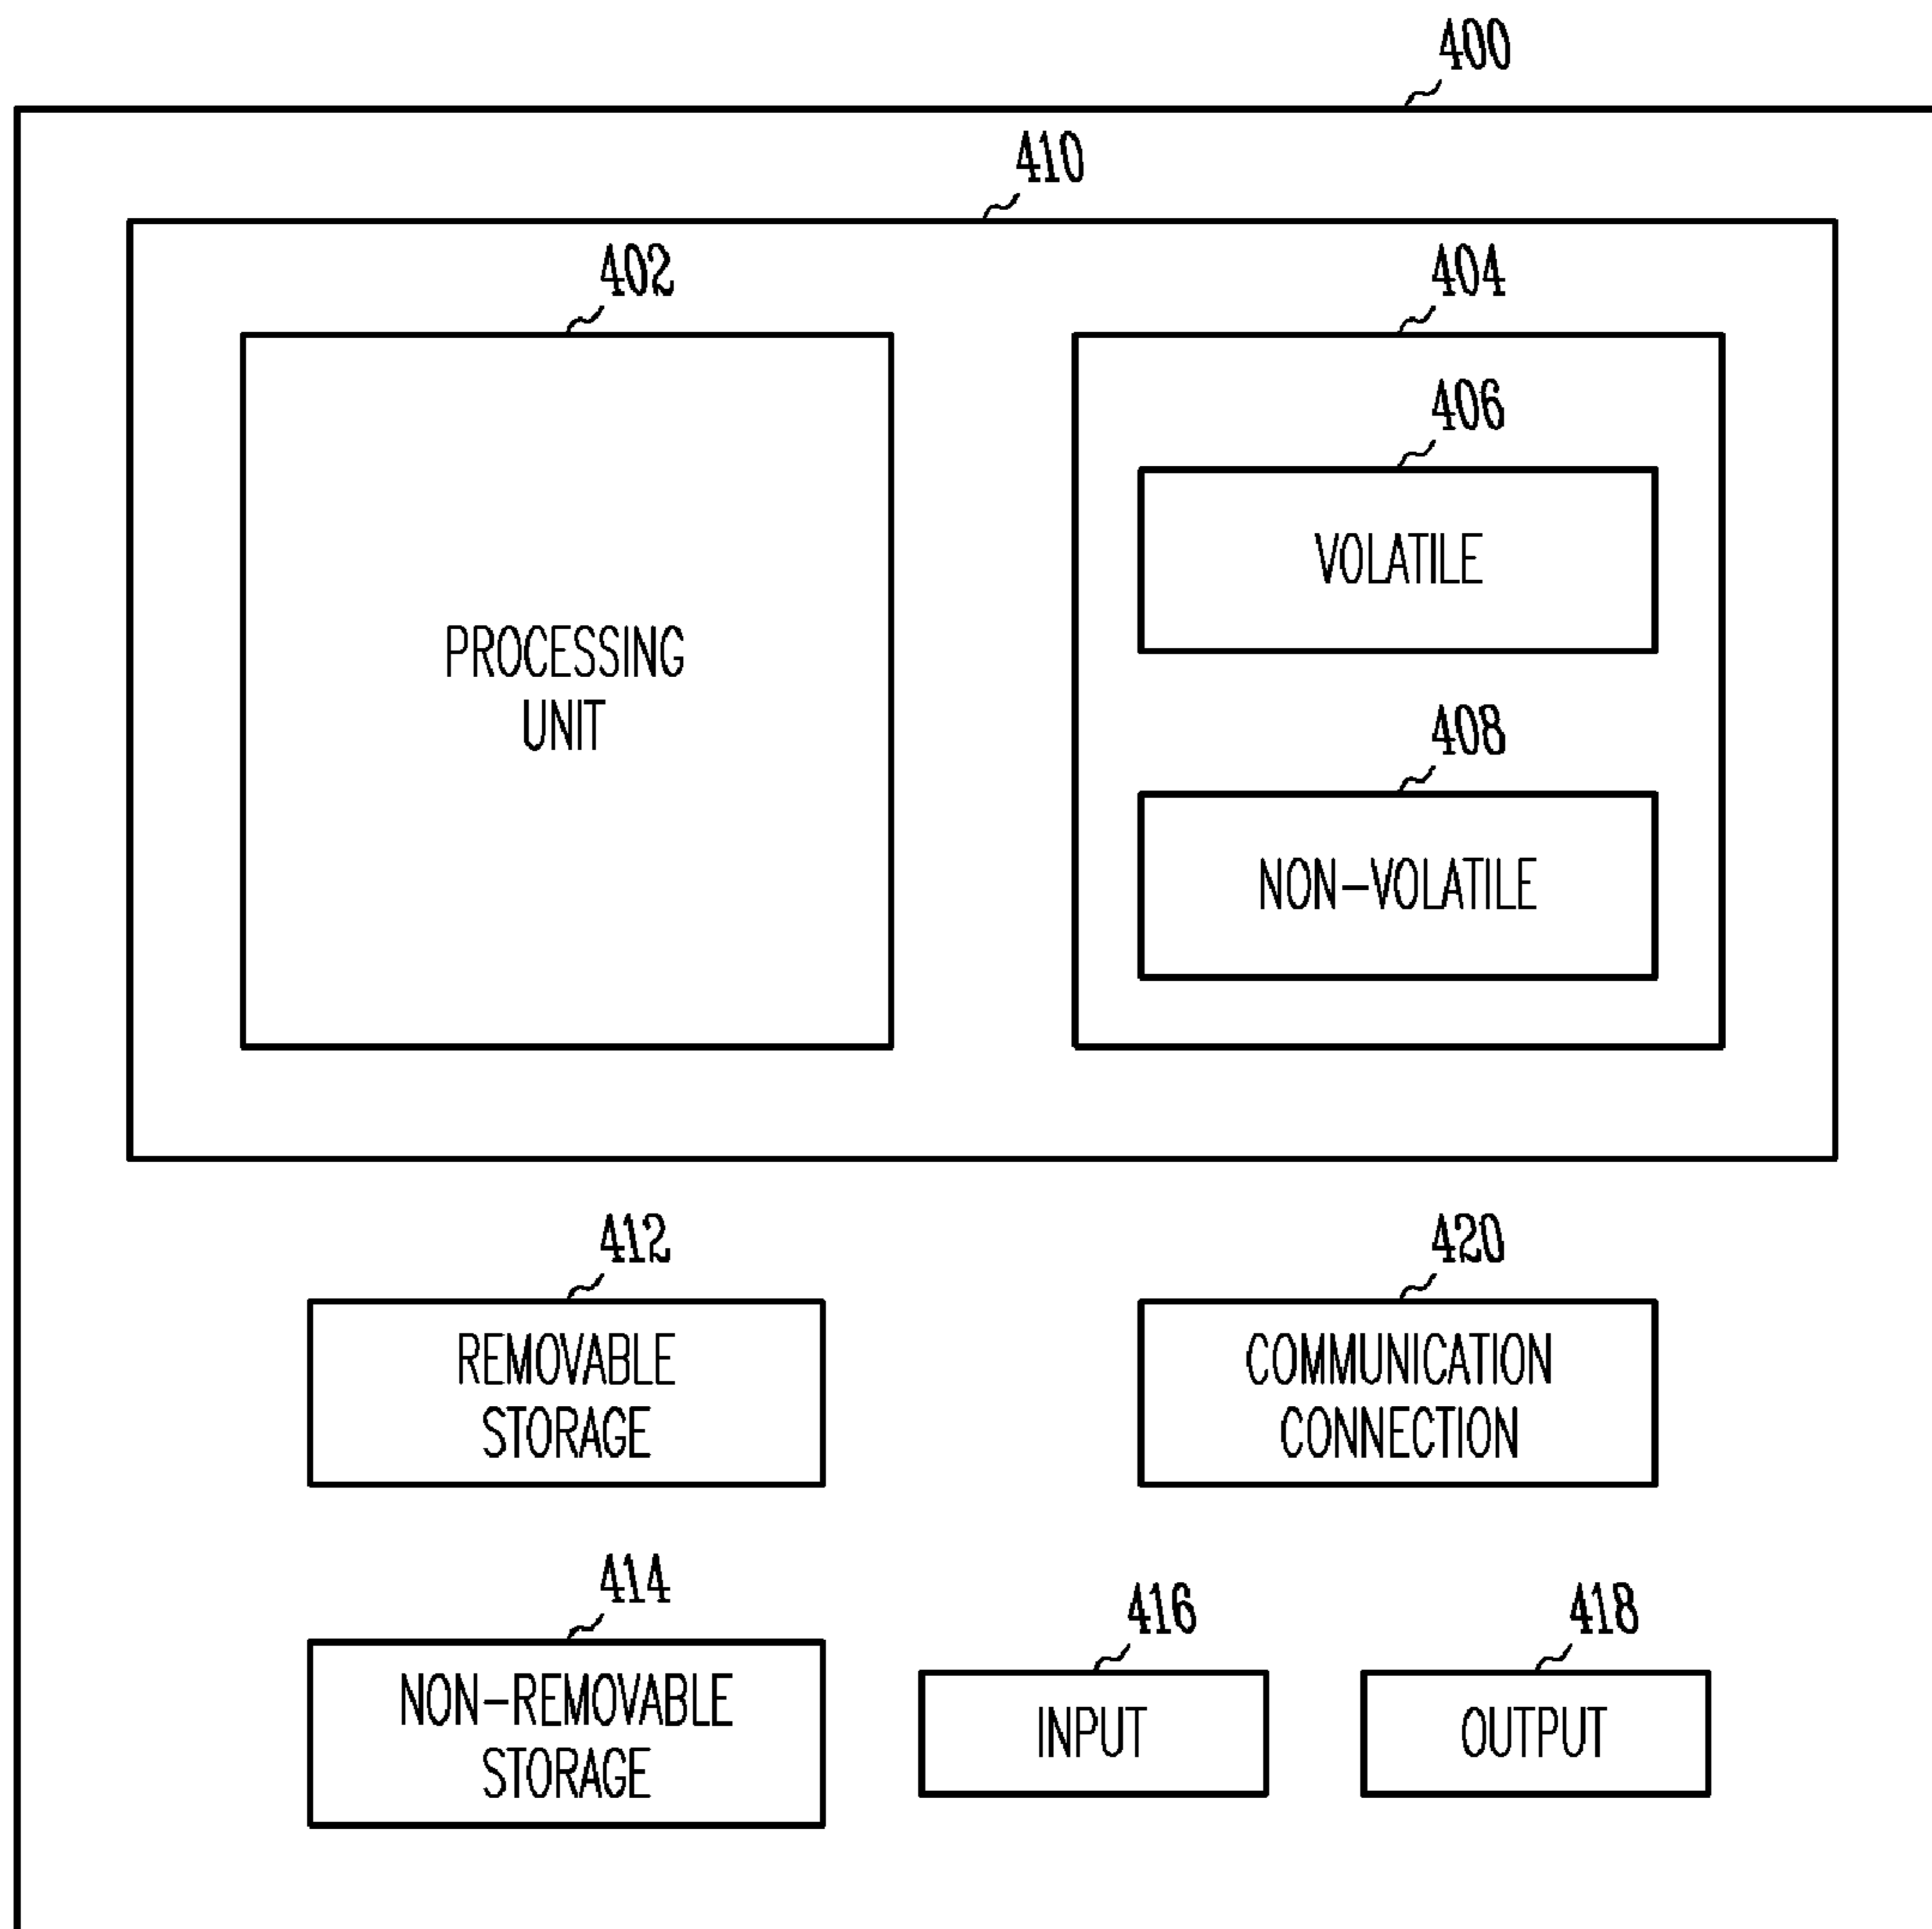 400
410
402
404
406
VOLATILE
PROCESSING
UNIT
408
NON-VOLATILE
412
420
REMOVABLE
STORAGE
COMMUNICATION
CONNECTION
414
416
418
NON-REMOVABLE
STORAGE
INPUT
OUTPUT